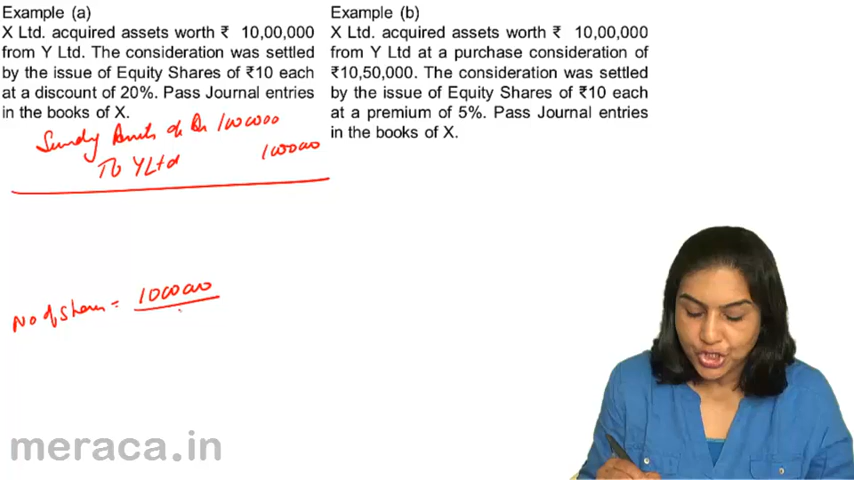 Example (a)
X Ltd. acquired assets worth ₹ 10,00,000
from Y Ltd. The consideration was settled
by the issue of Equity Shares of ₹10 each
at a discount of 20%. Pass Journal entries
in the books of X.
Sundry Assets a/c Dr 1000000
To Y Ltd 1000000
No of Shares = 1000000
Example (b)
X Ltd. acquired assets worth ₹ 10,00,000
from Y Ltd at a purchase consideration of
₹10,50,000. The consideration was settled
by the issue of Equity Shares of ₹10 each
at a premium of 5%. Pass Journal entries
in the books of X.
meraca.in